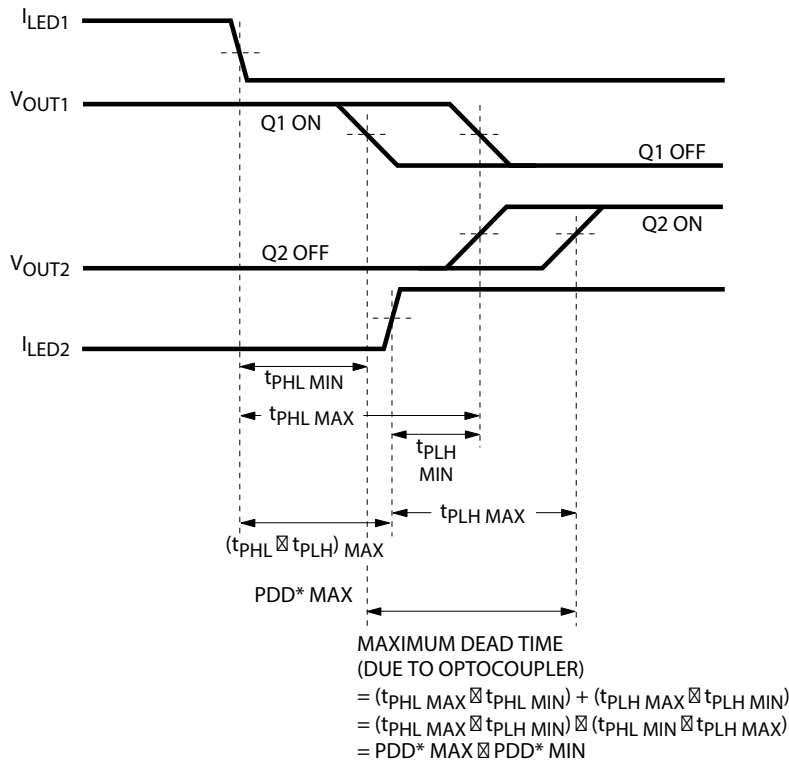 ILED1
VOUT1
Q1 ON
Q1 OFF
Q2 ON
Q2 OFF
VOUT2
ILED2
tPHL MIN
tPHL MAX
tPLH
MIN
tPLH MAX
(tPHL ☒ tPLH) MAX
PDD* MAX
MAXIMUM DEAD TIME
(DUE TO OPTOCOUPLER)
= (tPHL MAX ☒ tPHL MIN) + (tPLH MAX ☒ tPLH MIN)
= (tPHL MAX ☒ tPLH MIN) ☒ (tPHL MIN ☒ tPLH MAX)
= PDD* MAX ☒ PDD* MIN